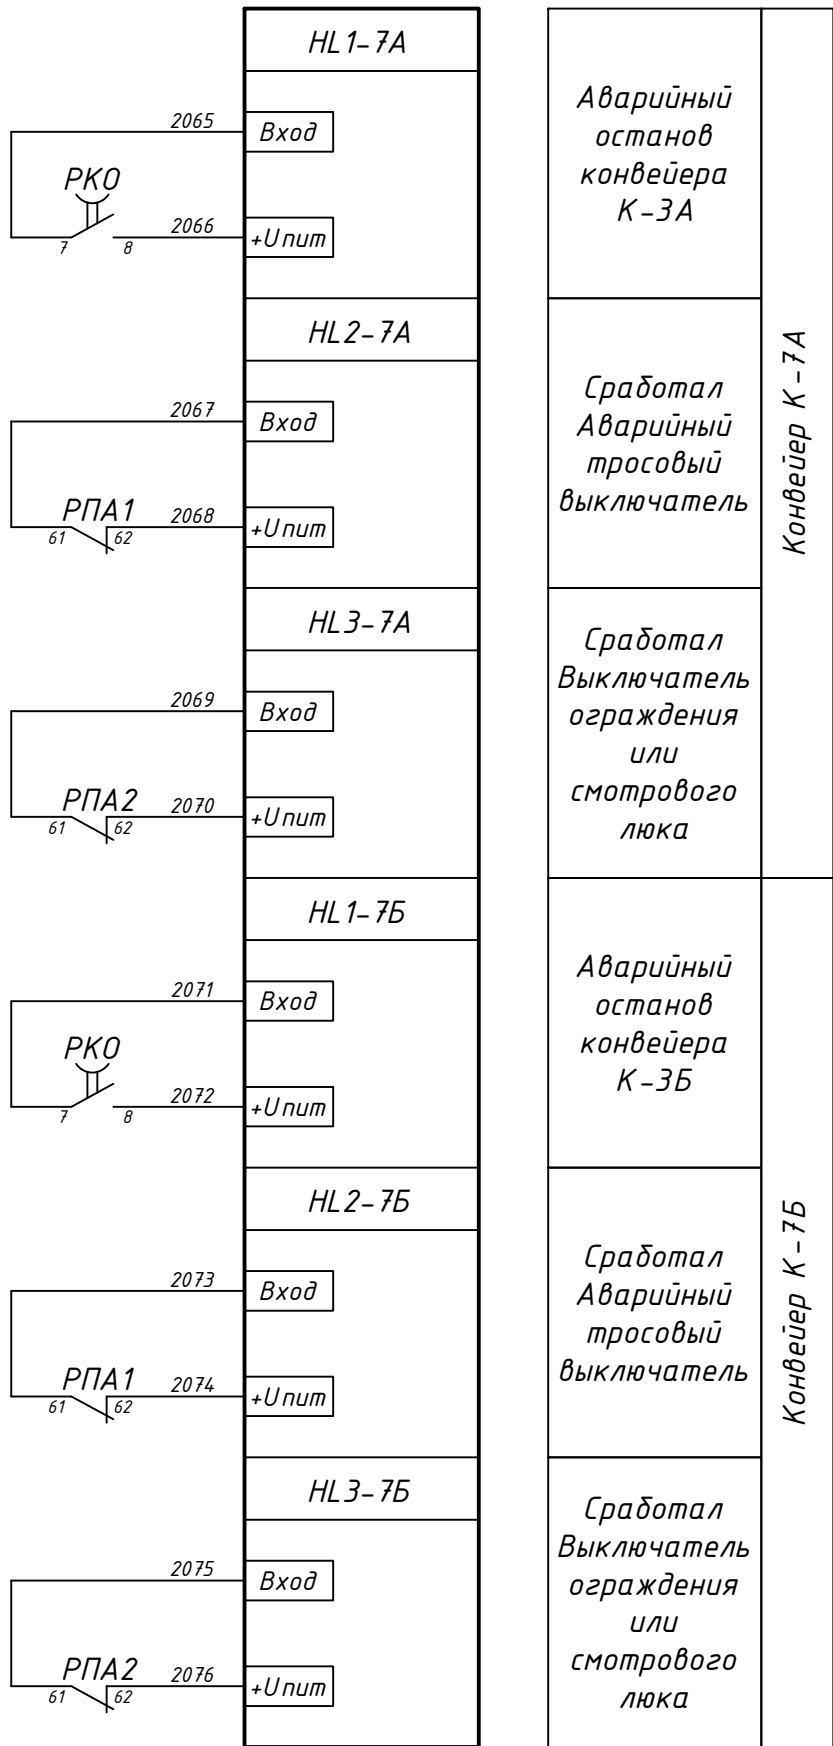 HL1-7А
2065
Вход
РКО
7
8
2066
+Uпит
Аварийный
останов
конвейера
К-3А
HL2-7А
2067
Вход
РПА1
61
62
2068
+Uпит
Сработал
Аварийный
тросовый
выключатель
HL3-7А
2069
Вход
РПА2
61
62
2070
+Uпит
Сработал
Выключатель
ограждения
или
смотрового
люка
Конвейер К-7А
HL1-7Б
2071
Вход
РКО
7
8
2072
+Uпит
Аварийный
останов
конвейера
К-3Б
HL2-7Б
2073
Вход
РПА1
61
62
2074
+Uпит
Сработал
Аварийный
тросовый
выключатель
HL3-7Б
2075
Вход
РПА2
61
62
2076
+Uпит
Сработал
Выключатель
ограждения
или
смотрового
люка
Конвейер К-7Б